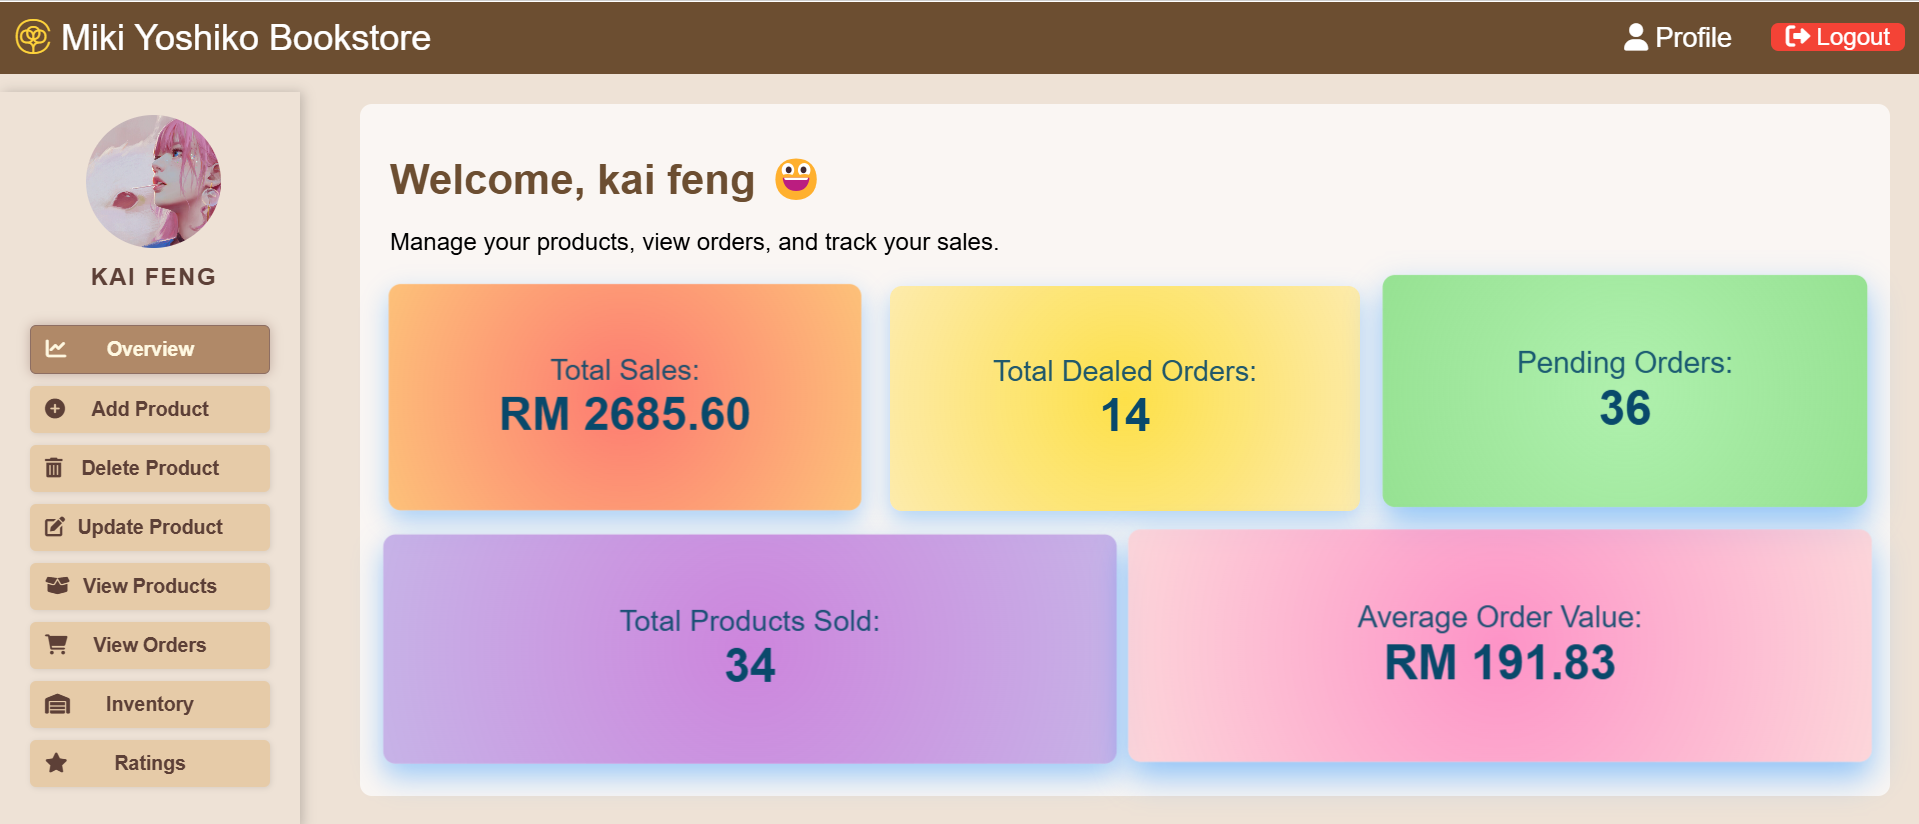 Miki Yoshiko Bookstore
Profile
Logout
KAI FENG
Overview
Add Product
Delete Product
Update Product
View Products
View Orders
Inventory
Ratings
Welcome, kai feng
Manage your products, view orders, and track your sales.
Total Sales:
RM 2685.60
Total Dealed Orders:
14
Pending Orders:
36
Total Products Sold:
34
Average Order Value:
RM 191.83